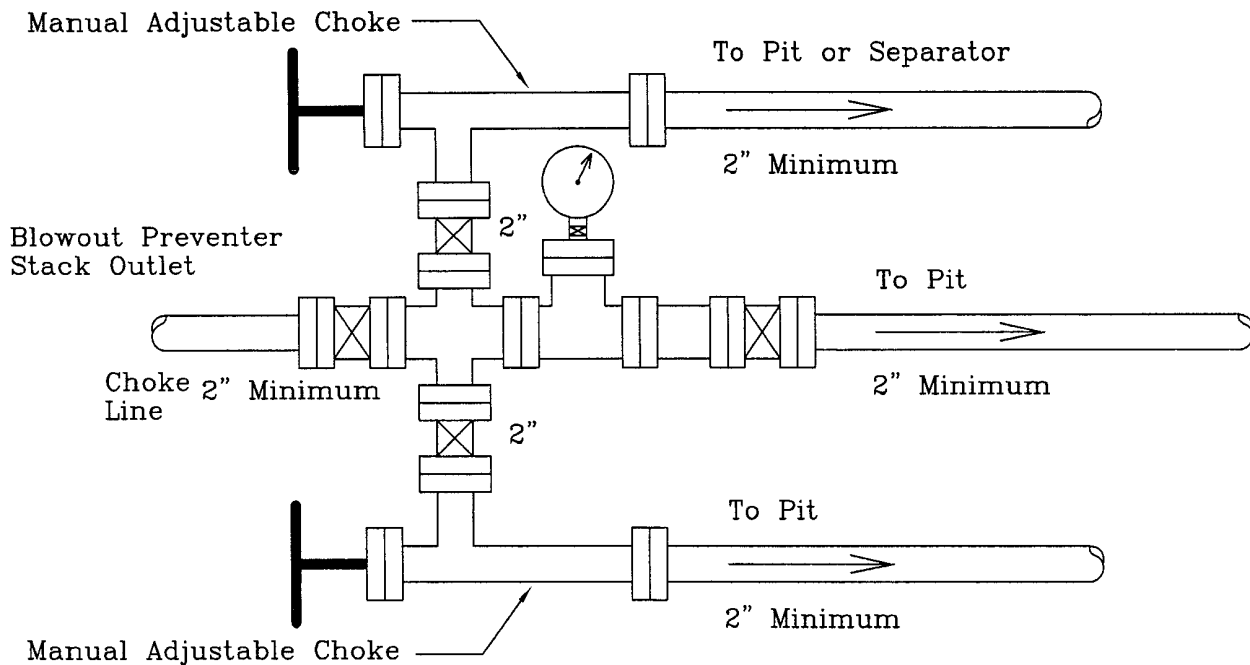 Manual Adjustable Choke
To Pit or Separator
2" Minimum
2"
Blowout Preventer
Stack Outlet
To Pit
Choke
Line
2" Minimum
2" Minimum
2"
To Pit
2" Minimum
Manual Adjustable Choke